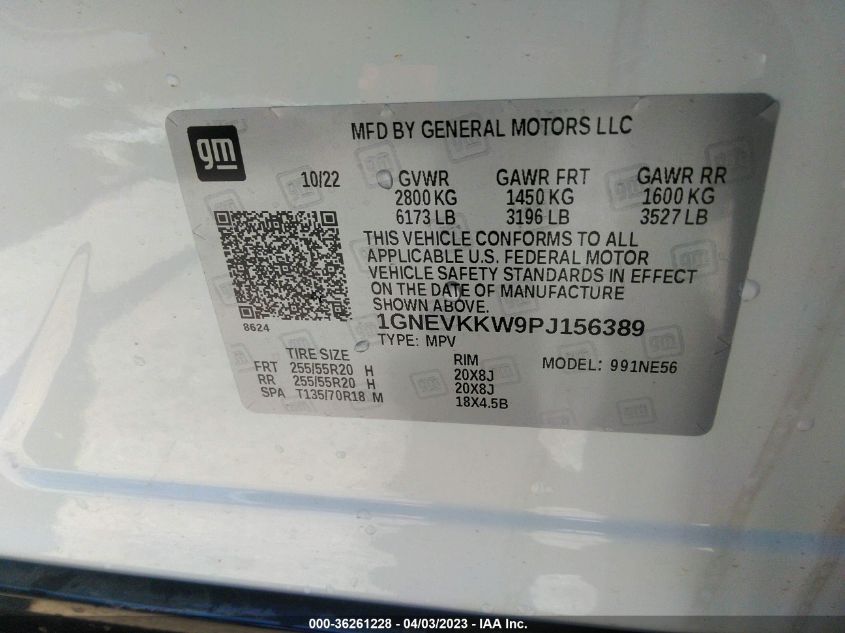 gm
MFD BY GENERAL MOTORS LLC
10/22 GVWR GAWR FRT GAWR RR
2800 KG 1450 KG 1600 KG
6173 LB 3196 LB 3527 LB
THIS VEHICLE CONFORMS TO ALL
APPLICABLE U.S. FEDERAL MOTOR
VEHICLE SAFETY STANDARDS IN EFFECT
ON THE DATE OF MANUFACTURE
SHOWN ABOVE.
8624
1GNEVKKW9PJ156389
TYPE: MPV
TIRE SIZE RIM MODEL: 991NE56
FRT 255/55R20 H 20X8J
RR 255/55R20 H 20X8J
SPA T135/70R18 M 18X4.5B
000-36261228 - 04/03/2023 - IAA Inc.